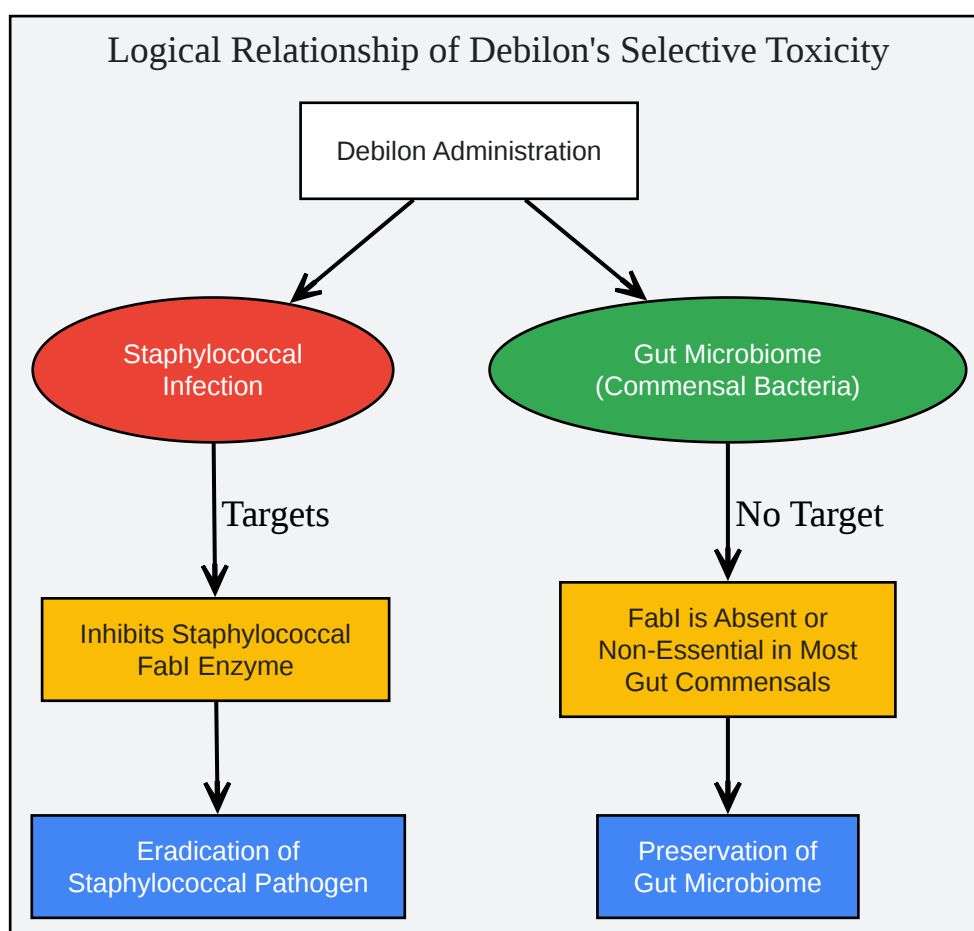 Logical Relationship of Debilon's Selective Toxicity
Debilon Administration
Staphylococcal
Infection
Gut Microbiome
(Commensal Bacteria)
Targets
No Target
Inhibits Staphylococcal
FabI Enzyme
FabI is Absent or
Non-Essential in Most
Gut Commensals
Eradication of
Staphylococcal Pathogen
Preservation of
Gut Microbiome